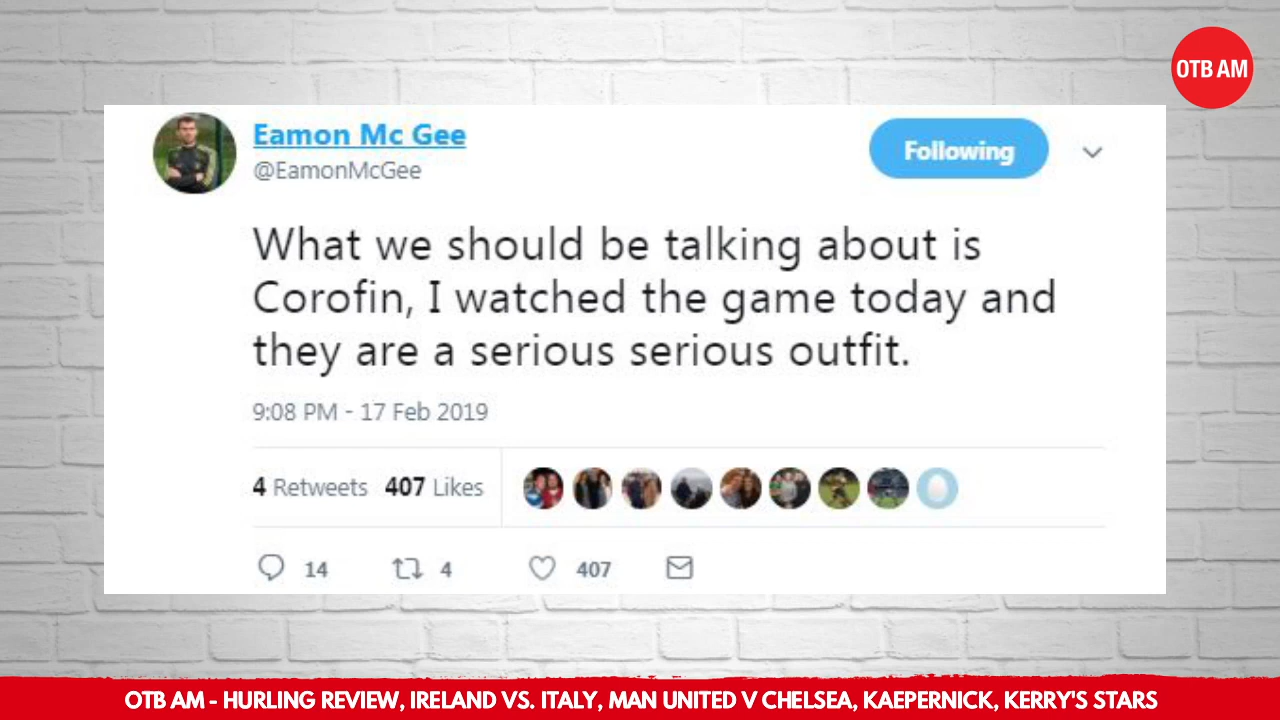 OTB AM
Eamon Mc Gee
@EamonMcGee
Following
What we should be talking about is
Corofin, I watched the game today and
they are a serious serious outfit.
9:08 PM - 17 Feb 2019
4 Retweets 407 Likes
14 4 407
OTB AM - HURLING REVIEW, IRELAND VS. ITALY, MAN UNITED V CHELSEA, KAEPERNICK, KERRY'S STARS